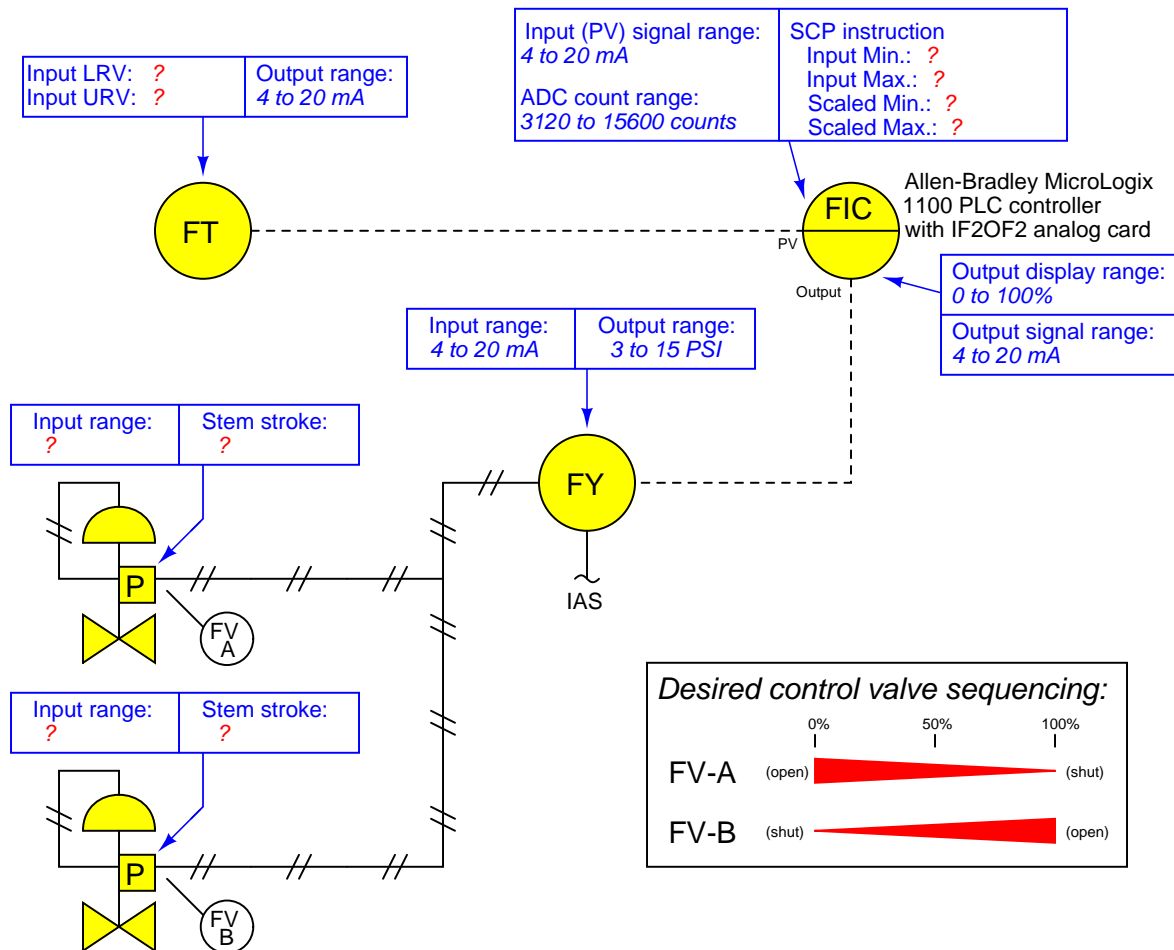 Input LRV: ?
Input URV: ?
Output range:
4 to 20 mA
Input (PV) signal range:
4 to 20 mA
ADC count range:
3120 to 15600 counts
SCP instruction
Input Min.: ?
Input Max.: ?
Scaled Min.: ?
Scaled Max.: ?
FT
FIC
PV
Output
Allen-Bradley MicroLogix
1100 PLC controller
with IF2OF2 analog card
Output display range:
0 to 100%
Output signal range:
4 to 20 mA
Input range:
4 to 20 mA
Output range:
3 to 15 PSI
FY
IAS
Input range:
?
Stem stroke:
?
P
FV
A
Input range:
?
Stem stroke:
?
P
FV
B
Desired control valve sequencing:
0% 50% 100%
FV-A (open) (shut)
FV-B (shut) (open)